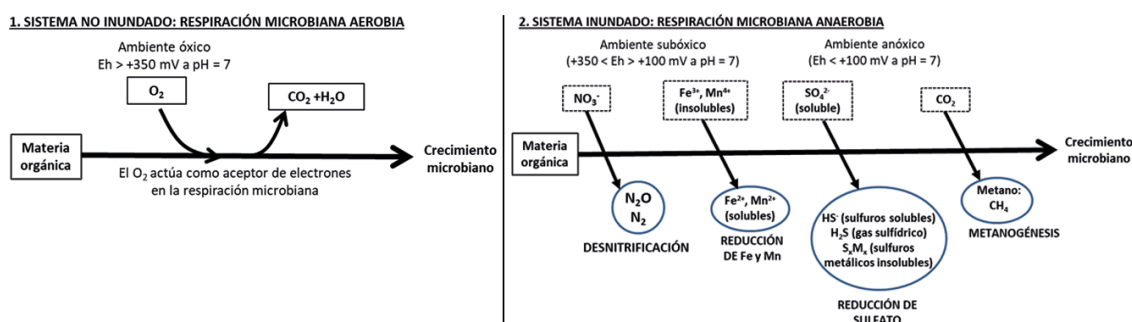 1. SISTEMA NO INUNDADO: RESPIRACIÓN MICROBIANA AEROBIA
Ambiente óxico
Eh > +350 mV a pH = 7
O₂
CO₂ +H₂O
Materia
orgánica
Crecimiento
microbiano
El O₂ actúa como aceptor de electrones
en la respiración microbiana
2. SISTEMA INUNDADO: RESPIRACIÓN MICROBIANA ANAEROBIA
Ambiente subóxico
(+350 < Eh > +100 mV a pH = 7)
Ambiente anóxico
(Eh < +100 mV a pH = 7)
NO₃⁻
Fe³⁺, Mn⁴⁺
(insolubles)
SO₄²⁻
(soluble)
CO₂
Materia
orgánica
Crecimiento
microbiano
N₂O
N₂
DESNITRIFICACIÓN
Fe²⁺, Mn²⁺
(solubles)
REDUCCIÓN
DE Fe y Mn
HS⁻ (sulfuros solubles)
H₂S (gas sulfídrico)
SₓMₓ (sulfuros
metálicos insolubles)
REDUCCIÓN DE
SULFATO
Metano:
CH₄
METANOGÉNESIS